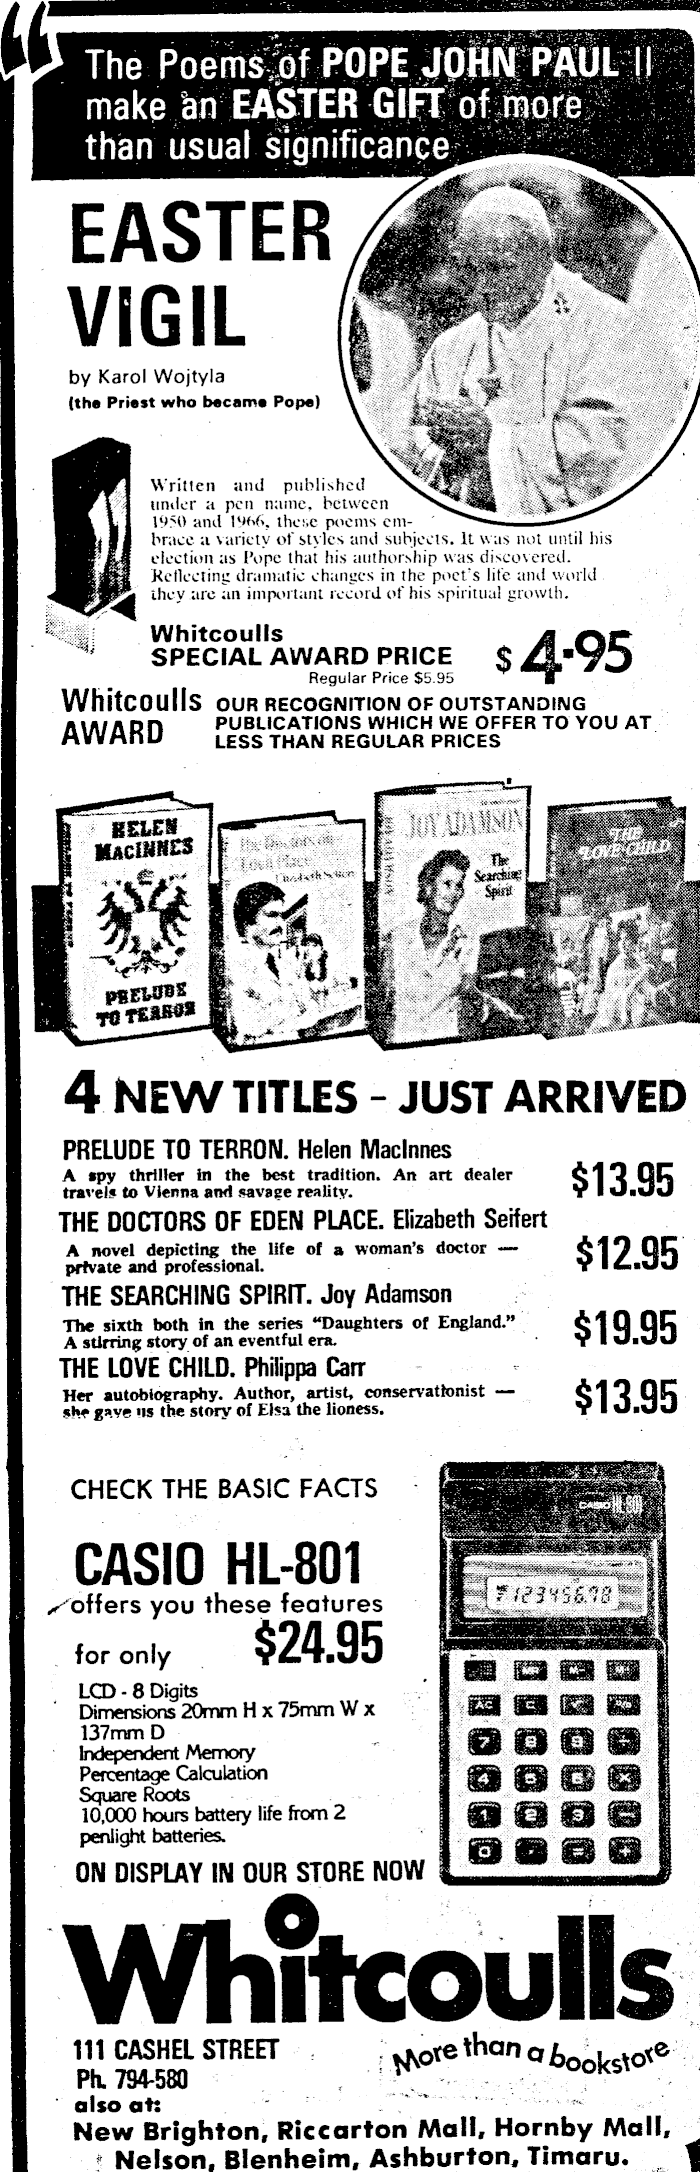 The Poems of POPE JOHN PAUL II
make an EASTER GIFT of more
than usual significance
EASTER
VIGIL
by Karol Wojtyla
(the Priest who became Pope)
Written and published
under a pen name, between
1950 and 1966, these poems em-
brace a variety of styles and subjects. It was not until his
election as Pope that his authorship was discovered.
Reflecting dramatic changes in the poet's life and world
they are an important record of his spiritual growth.
Whitcoulls
SPECIAL AWARD PRICE $4.95
Regular Price $5.95
Whitcoulls
AWARD
OUR RECOGNITION OF OUTSTANDING
PUBLICATIONS WHICH WE OFFER TO YOU AT
LESS THAN REGULAR PRICES
HELEN
MACINNES
PRELUDE
TO TERROR
The Doctors on
Eden Place
Elizabeth Seifert
JOY ADAMSON
The
Searching
Spirit
THE
LOVE CHILD
4 NEW TITLES - JUST ARRIVED
PRELUDE TO TERRON. Helen MacInnes
A spy thriller in the best tradition. An art dealer
travels to Vienna and savage reality.
$13.95
THE DOCTORS OF EDEN PLACE. Elizabeth Seifert
A novel depicting the life of a woman's doctor —
private and professional.
$12.95
THE SEARCHING SPIRIT. Joy Adamson
The sixth both in the series "Daughters of England."
A stirring story of an eventful era.
$19.95
THE LOVE CHILD. Philippa Carr
Her autobiography. Author, artist, conservationist —
she gave us the story of Elsa the lioness.
$13.95
CHECK THE BASIC FACTS
CASIO HL-801
offers you these features
for only $24.95
LCD - 8 Digits
Dimensions 20mm H x 75mm W x
137mm D
Independent Memory
Percentage Calculation
Square Roots
10,000 hours battery life from 2
penlight batteries.
ON DISPLAY IN OUR STORE NOW
CASIO HL-801
12345678
AC C
7 8 9 ÷
4 5 6 ×
1 2 3 −
0 . = +
Whitcoulls
More than a bookstore
111 CASHEL STREET
Ph. 794-580
also at:
New Brighton, Riccarton Mall, Hornby Mall,
Nelson, Blenheim, Ashburton, Timaru.